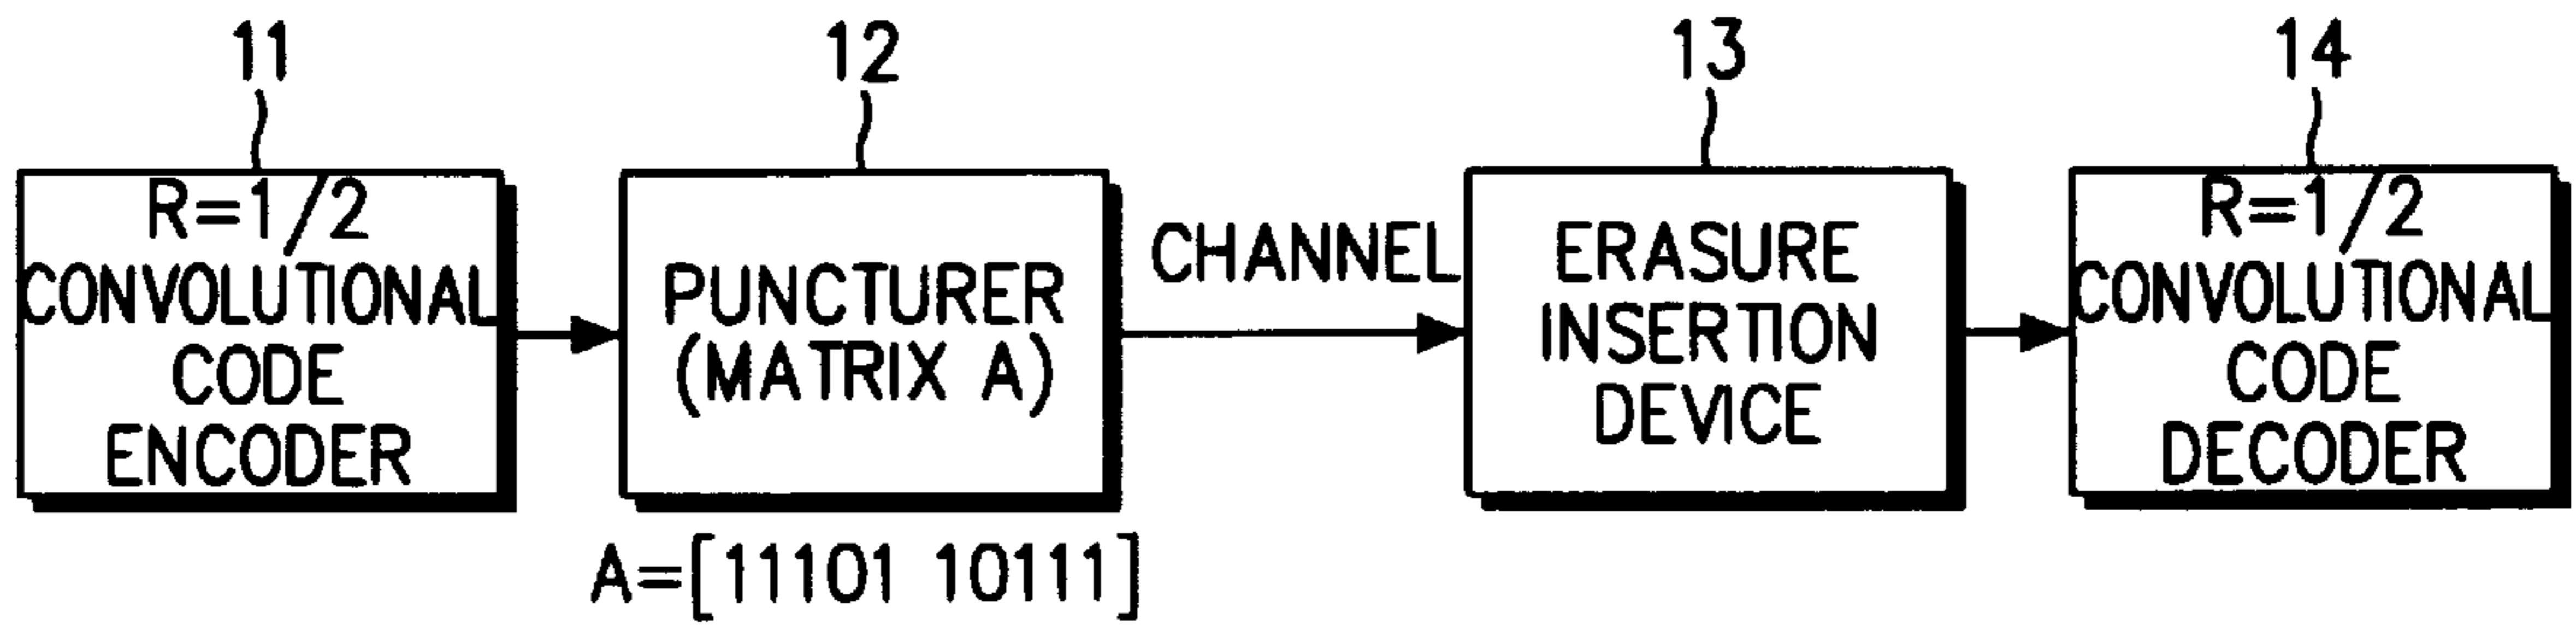 11
12
13
14
R=1/2
CONVOLUTIONAL
CODE
ENCODER
PUNCTURER
(MATRIX A)
CHANNEL
ERASURE
INSERTION
DEVICE
R=1/2
CONVOLUTIONAL
CODE
DECODER
A=[11101 10111]